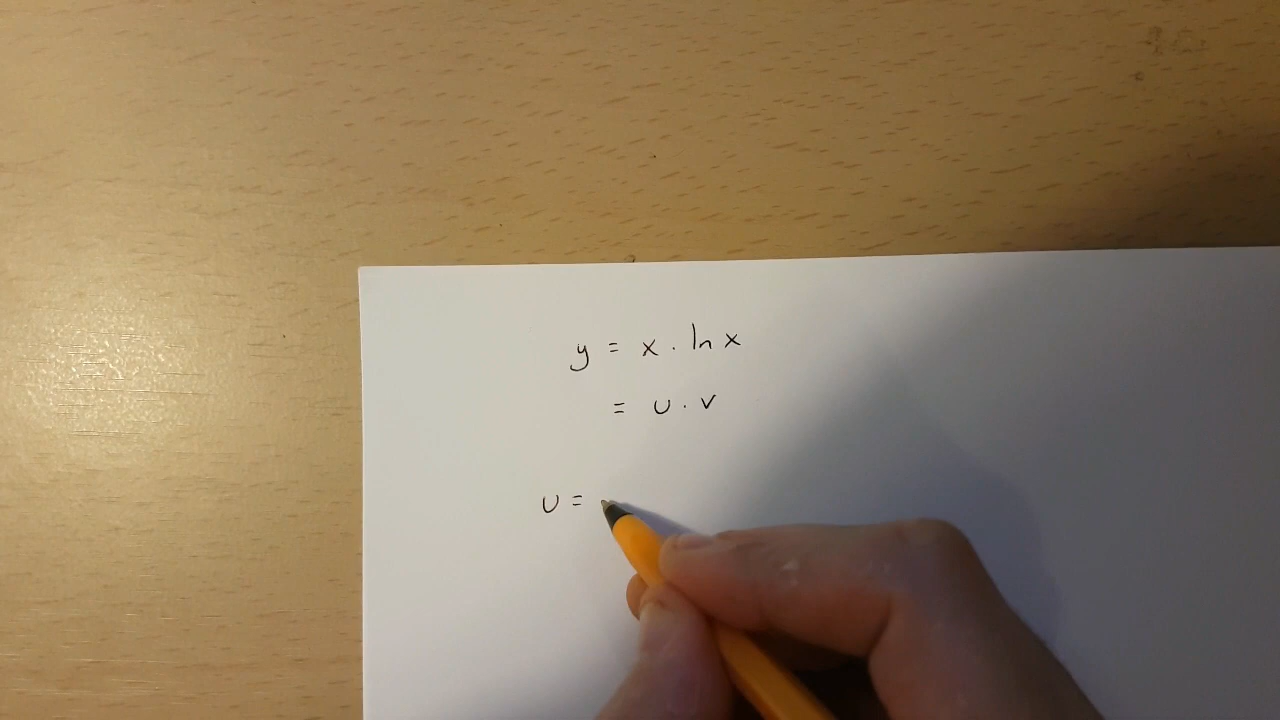 y = x . ln x
= u . v
u =